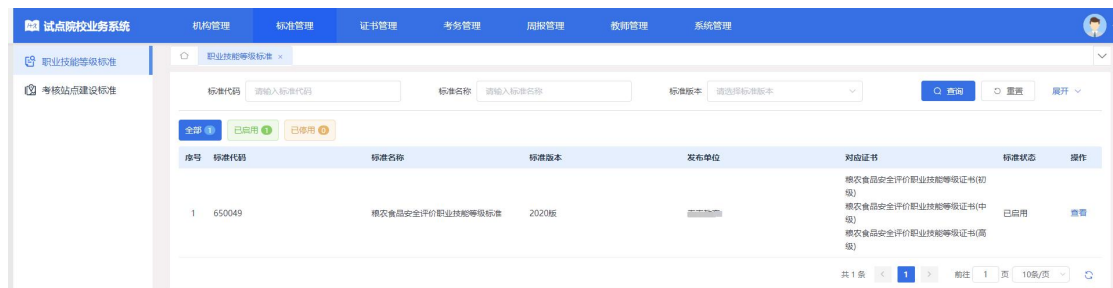 试点院校业务系统 机构管理 标准管理 证书管理 考务管理 周报管理 教师管理 系统管理
职业技能等级标准 职业技能等级标准 ×
考核站点建设标准
标准代码 请输入标准代码 标准名称 请输入标准名称 标准版本 请选择标准版本 查询 重置 展开
全部 1 已启用 1 已停用 0
序号 标准代码 标准名称 标准版本 发布单位 对应证书 标准状态 操作
粮农食品安全评价职业技能等级证书(初
级)
粮农食品安全评价职业技能等级证书(中
1 650049 粮农食品安全评价职业技能等级标准 2020版 已启用 查看
级)
粮农食品安全评价职业技能等级证书(高
级)
共 1 条 < 1 > 前往 1 页 10条/页